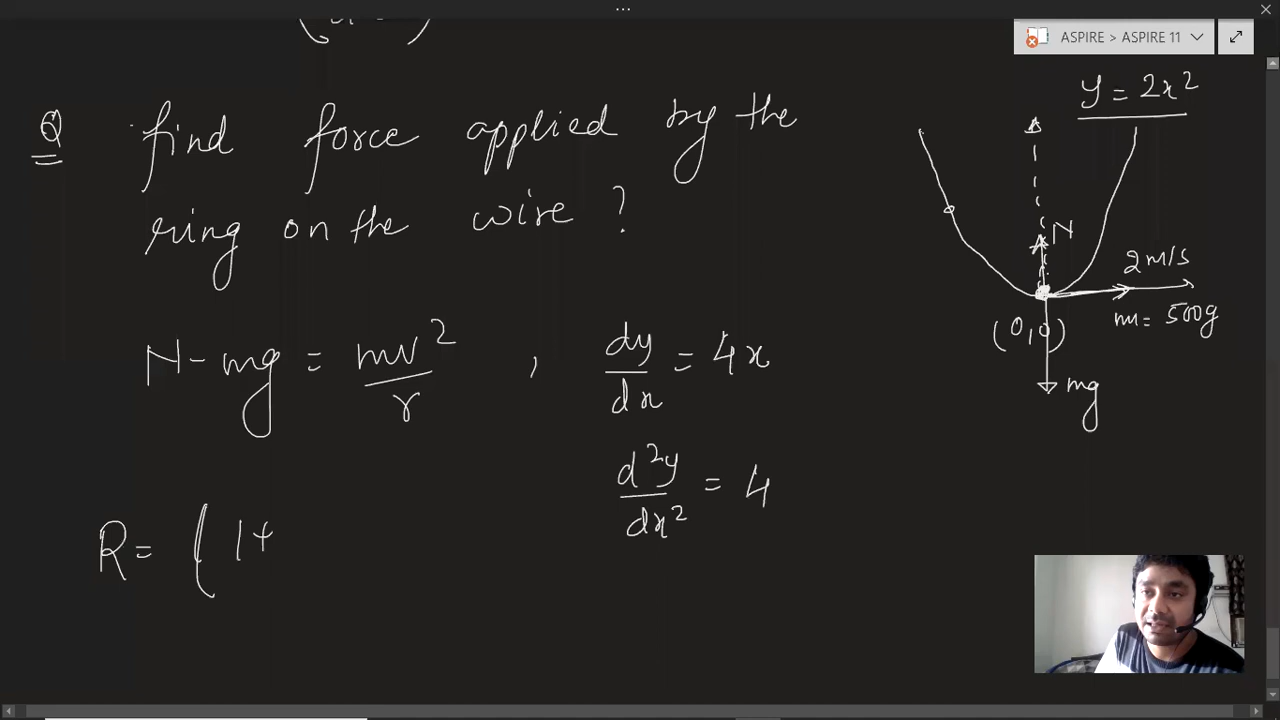 ASPIRE > ASPIRE 11
y = 2x²
Q find force applied by the
ring on the wire ?
N
2 m/s
m = 500g
(0,0)
mg
N - mg = mv²/r , dy/dx = 4x
d²y/dx² = 4
R = ( 1+